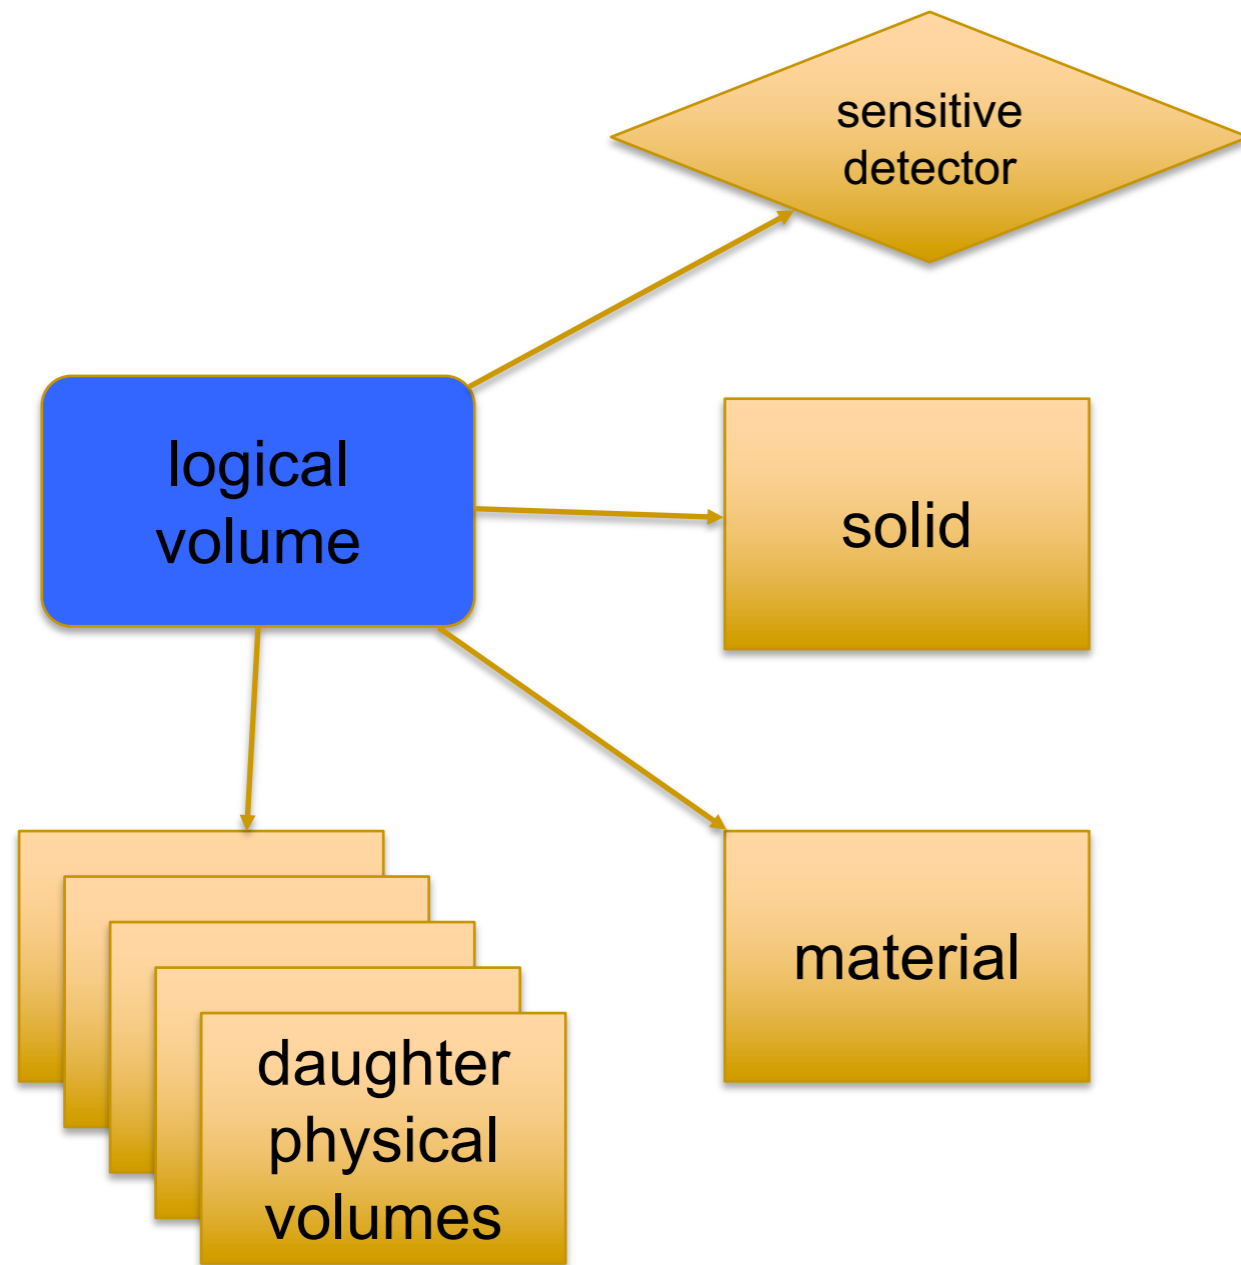 sensitive
detector
logical
volume
solid
material
daughter
physical
volumes